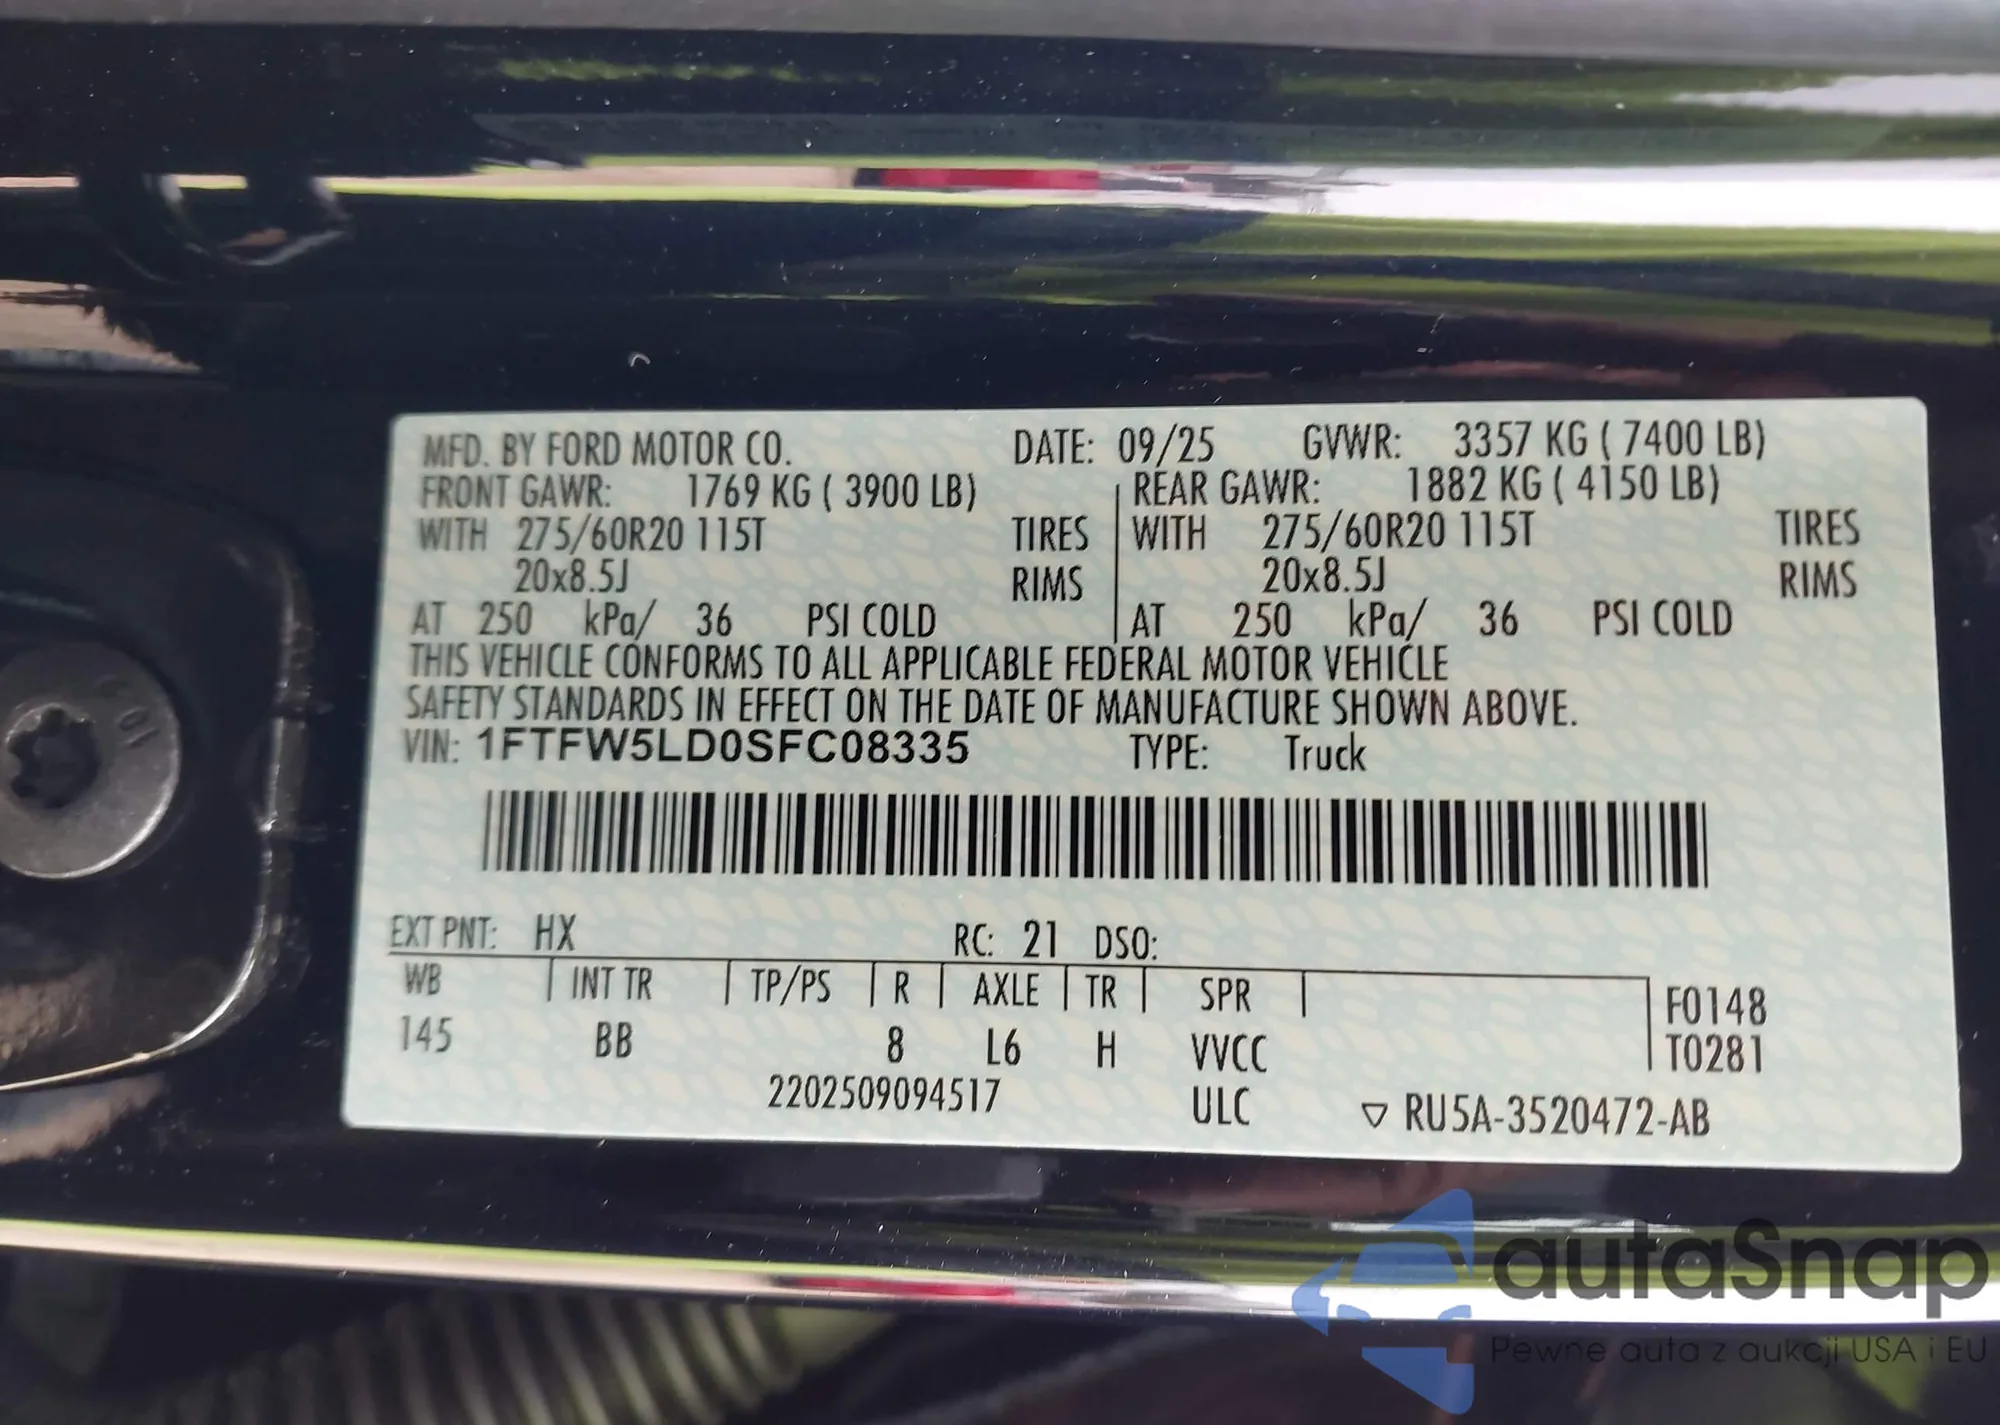 MFD. BY FORD MOTOR CO. DATE: 09/25 GVWR: 3357 KG ( 7400 LB)
FRONT GAWR: 1769 KG ( 3900 LB) REAR GAWR: 1882 KG ( 4150 LB)
WITH 275/60R20 115T TIRES WITH 275/60R20 115T TIRES
20x8.5J RIMS 20x8.5J RIMS
AT 250 kPa/ 36 PSI COLD AT 250 kPa/ 36 PSI COLD
THIS VEHICLE CONFORMS TO ALL APPLICABLE FEDERAL MOTOR VEHICLE
SAFETY STANDARDS IN EFFECT ON THE DATE OF MANUFACTURE SHOWN ABOVE.
VIN: 1FTFW5LD0SFC08335 TYPE: Truck
EXT PNT: HX RC: 21 DSO:
WB INT TR TP/PS R AXLE TR SPR F0148
145 BB 8 L6 H VVCC T0281
2202509094517 ULC ▽ RU5A-3520472-AB
autaSnap
Pewne auta z aukcji USA i EU